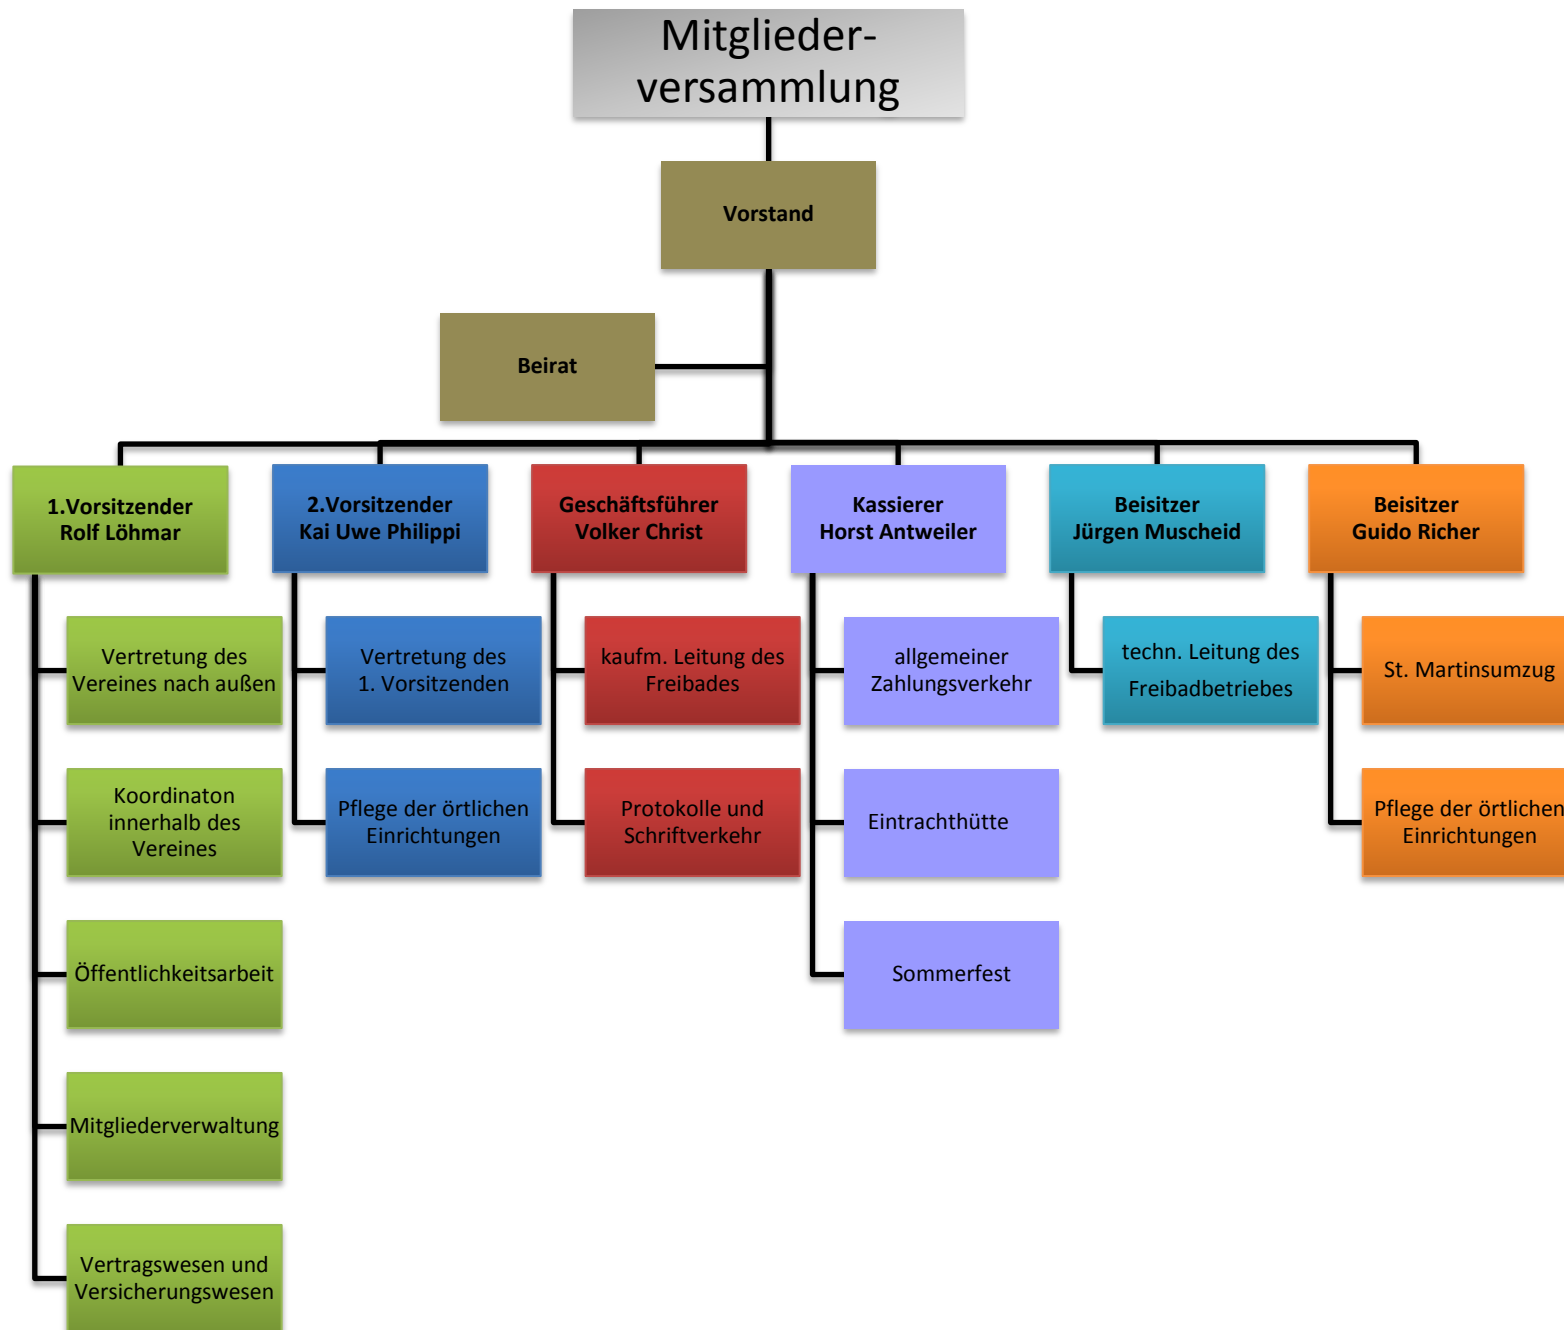 Mitglieder-
versammlung
Vorstand
Beirat
1.Vorsitzender
Rolf Löhmar
2.Vorsitzender
Kai Uwe Philippi
Geschäftsführer
Volker Christ
Kassierer
Horst Antweiler
Beisitzer
Jürgen Muscheid
Beisitzer
Guido Richer
Vertretung des
Vereines nach außen
Vertretung des
1. Vorsitzenden
kaufm. Leitung des
Freibades
allgemeiner
Zahlungsverkehr
techn. Leitung des
Freibadbetriebes
St. Martinsumzug
Koordinaton
innerhalb des
Vereines
Pflege der örtlichen
Einrichtungen
Protokolle und
Schriftverkehr
Eintrachthütte
Pflege der örtlichen
Einrichtungen
Öffentlichkeitsarbeit
Sommerfest
Mitgliederverwaltung
Vertragswesen und
Versicherungswesen